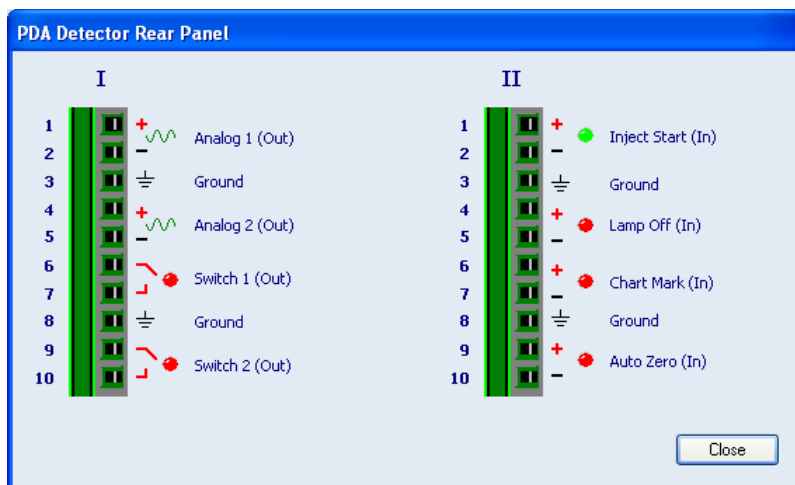 PDA Detector Rear Panel
I
1
2
3
4
5
6
7
8
9
10
+
−
Analog 1 (Out)
Ground
+
−
Analog 2 (Out)
Switch 1 (Out)
Ground
Switch 2 (Out)
II
1
2
3
4
5
6
7
8
9
10
+
−
Inject Start (In)
Ground
+
−
Lamp Off (In)
+
−
Chart Mark (In)
Ground
+
−
Auto Zero (In)
Close